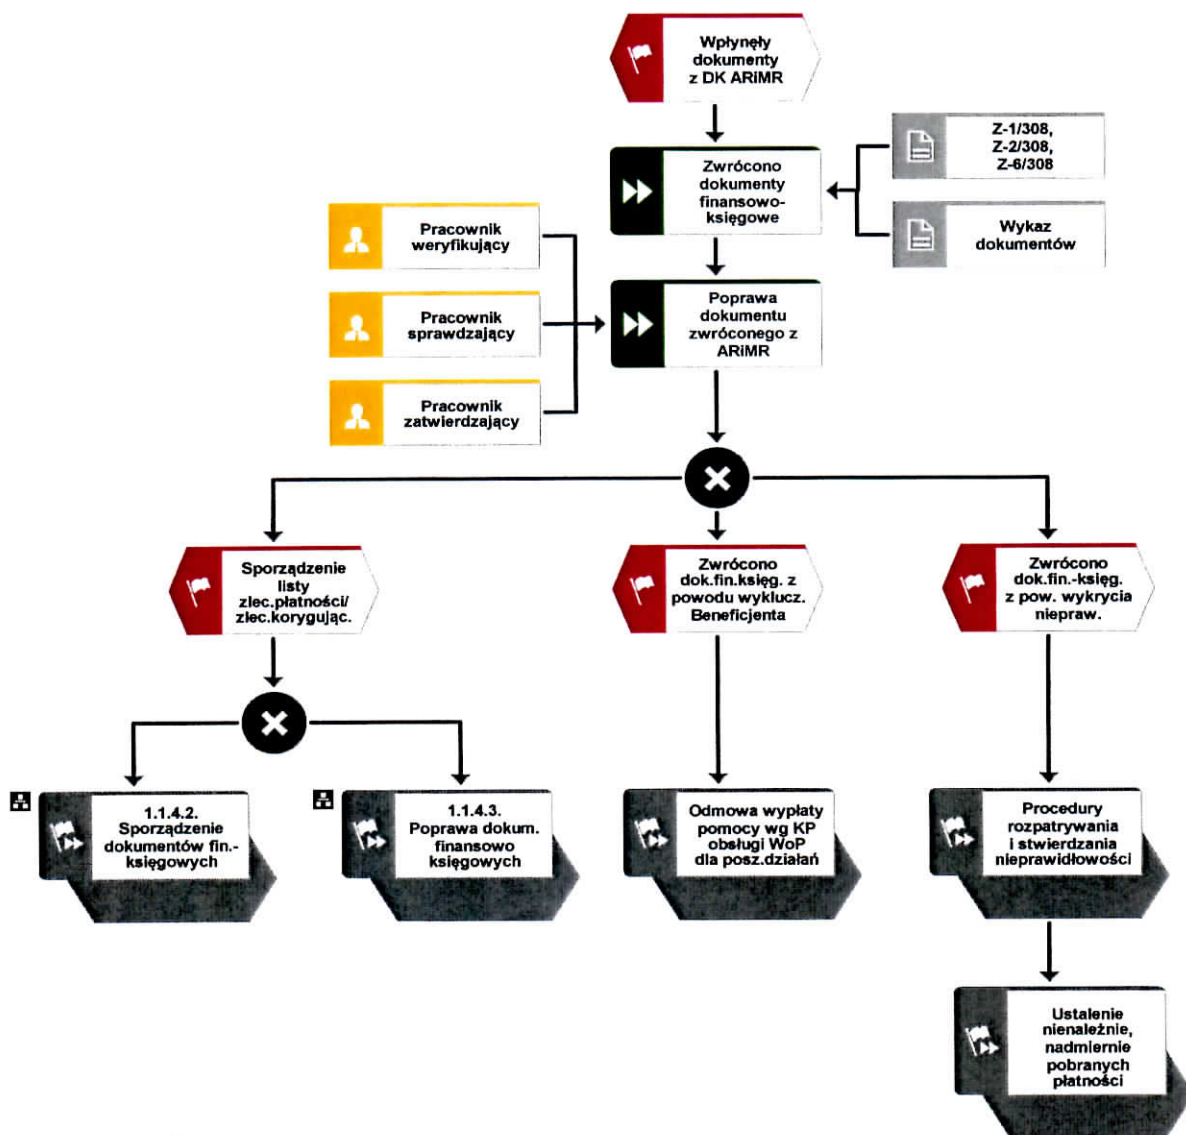 Wpłynęły
dokumenty
z DK ARiMR
Zwrócono
dokumenty
finansowo-
księgowe
Z-1/308,
Z-2/308,
Z-6/308
Wykaz
dokumentów
Pracownik
weryfikujący
Pracownik
sprawdzający
Pracownik
zatwierdzający
Poprawa
dokumentu
zwróconego z
ARiMR
Sporządzenie
listy
zlec.płatności/
zlec.korygując.
Zwrócono
dok.fin.księg. z
powodu wyklucz.
Beneficjenta
Zwrócono
dok.fin.-księg.
z pow. wykrycia
niepraw.
1.1.4.2.
Sporządzenie
dokumentów fin.-
księgowych
1.1.4.3.
Poprawa dokum.
finansowo
księgowych
Odmowa wypłaty
pomocy wg KP
obsługi WoP
dla posz.działań
Procedury
rozpatrywania
i stwierdzania
nieprawidłowości
Ustalenie
nienależnie,
nadmiernie
pobranych
płatności